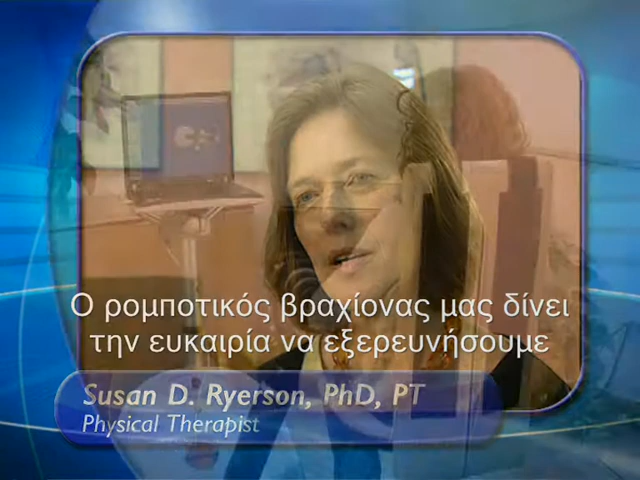 Ο ρομποτικός βραχίονας μας δίνει
την ευκαιρία να εξερευνήσουμε
Susan D. Ryerson, PhD, PT
Physical Therapist